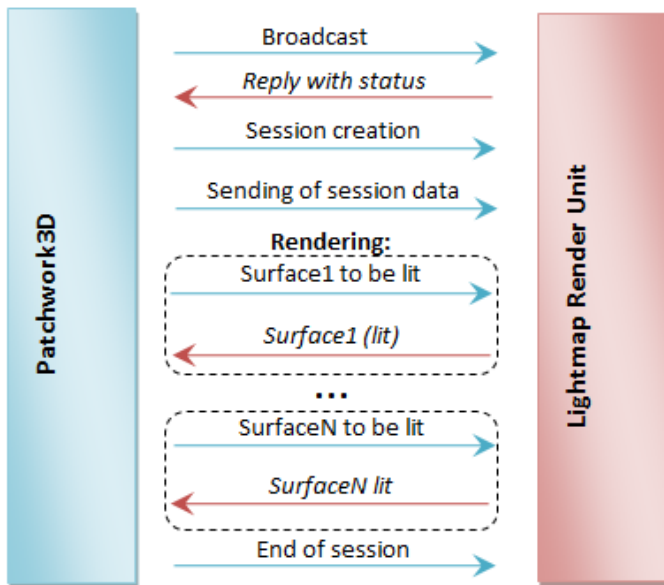 Broadcast
Reply with status
Session creation
Sending of session data
Rendering:
Surface1 to be lit
Surface1 (lit)
...
SurfaceN to be lit
SurfaceN lit
End of session
Patchwork3D
Lightmap Render Unit